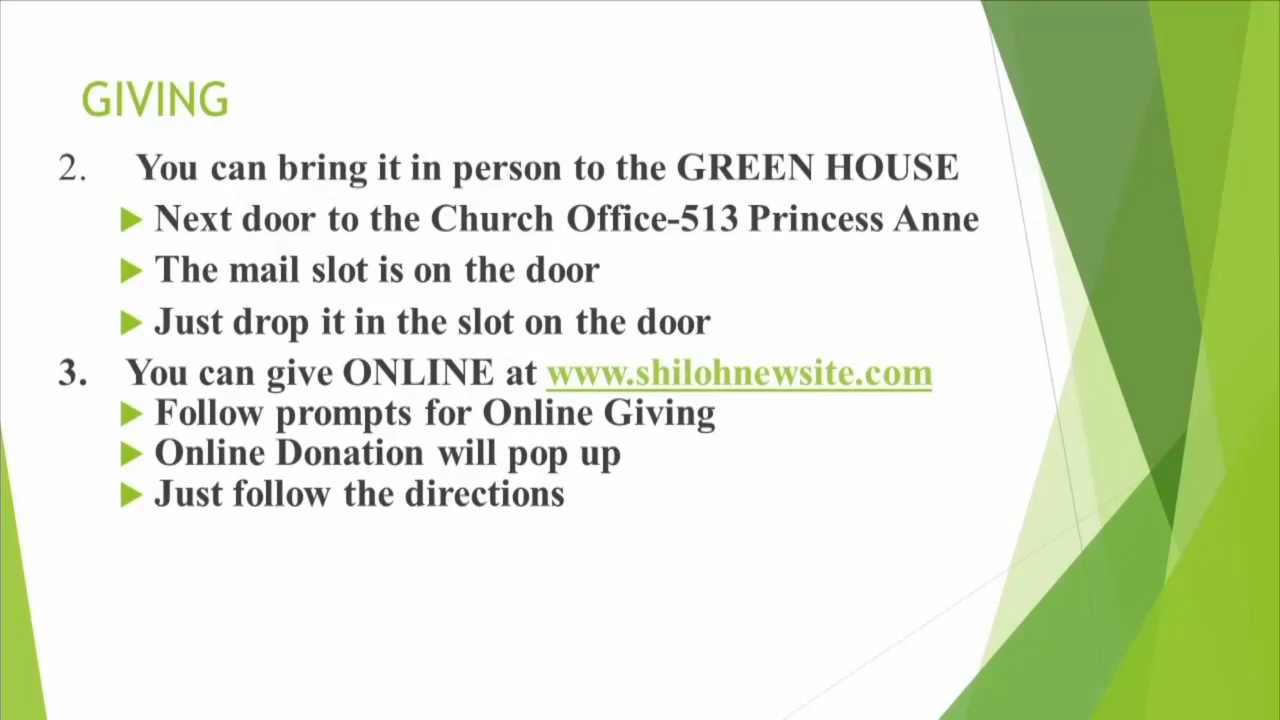 GIVING
2. You can bring it in person to the GREEN HOUSE
Next door to the Church Office-513 Princess Anne
The mail slot is on the door
Just drop it in the slot on the door
3. You can give ONLINE at www.shilohnewsite.com
Follow prompts for Online Giving
Online Donation will pop up
Just follow the directions